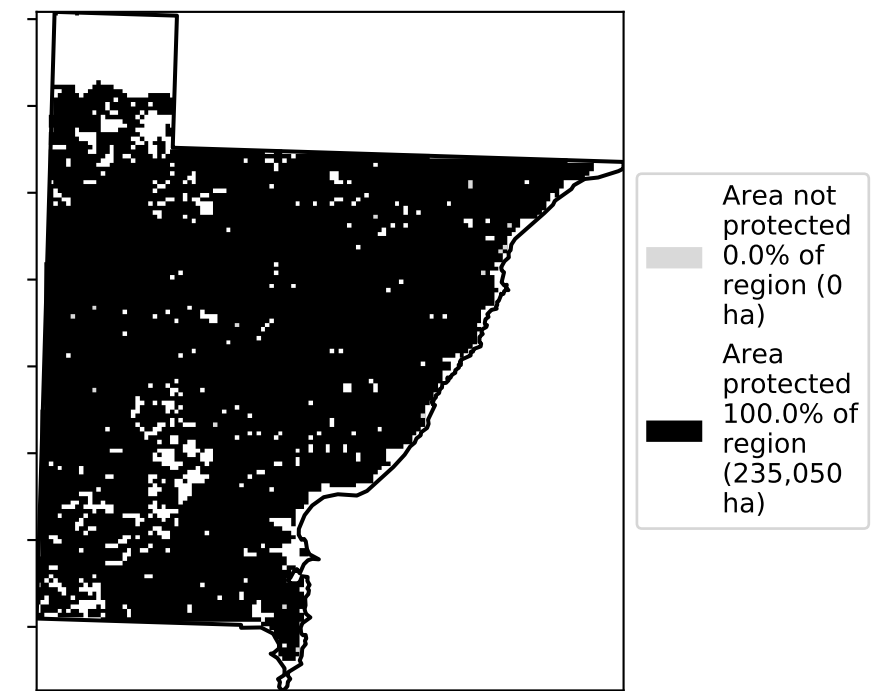 Area not
protected
0.0% of
region (0
ha)
Area
protected
100.0% of
region
(235,050
ha)